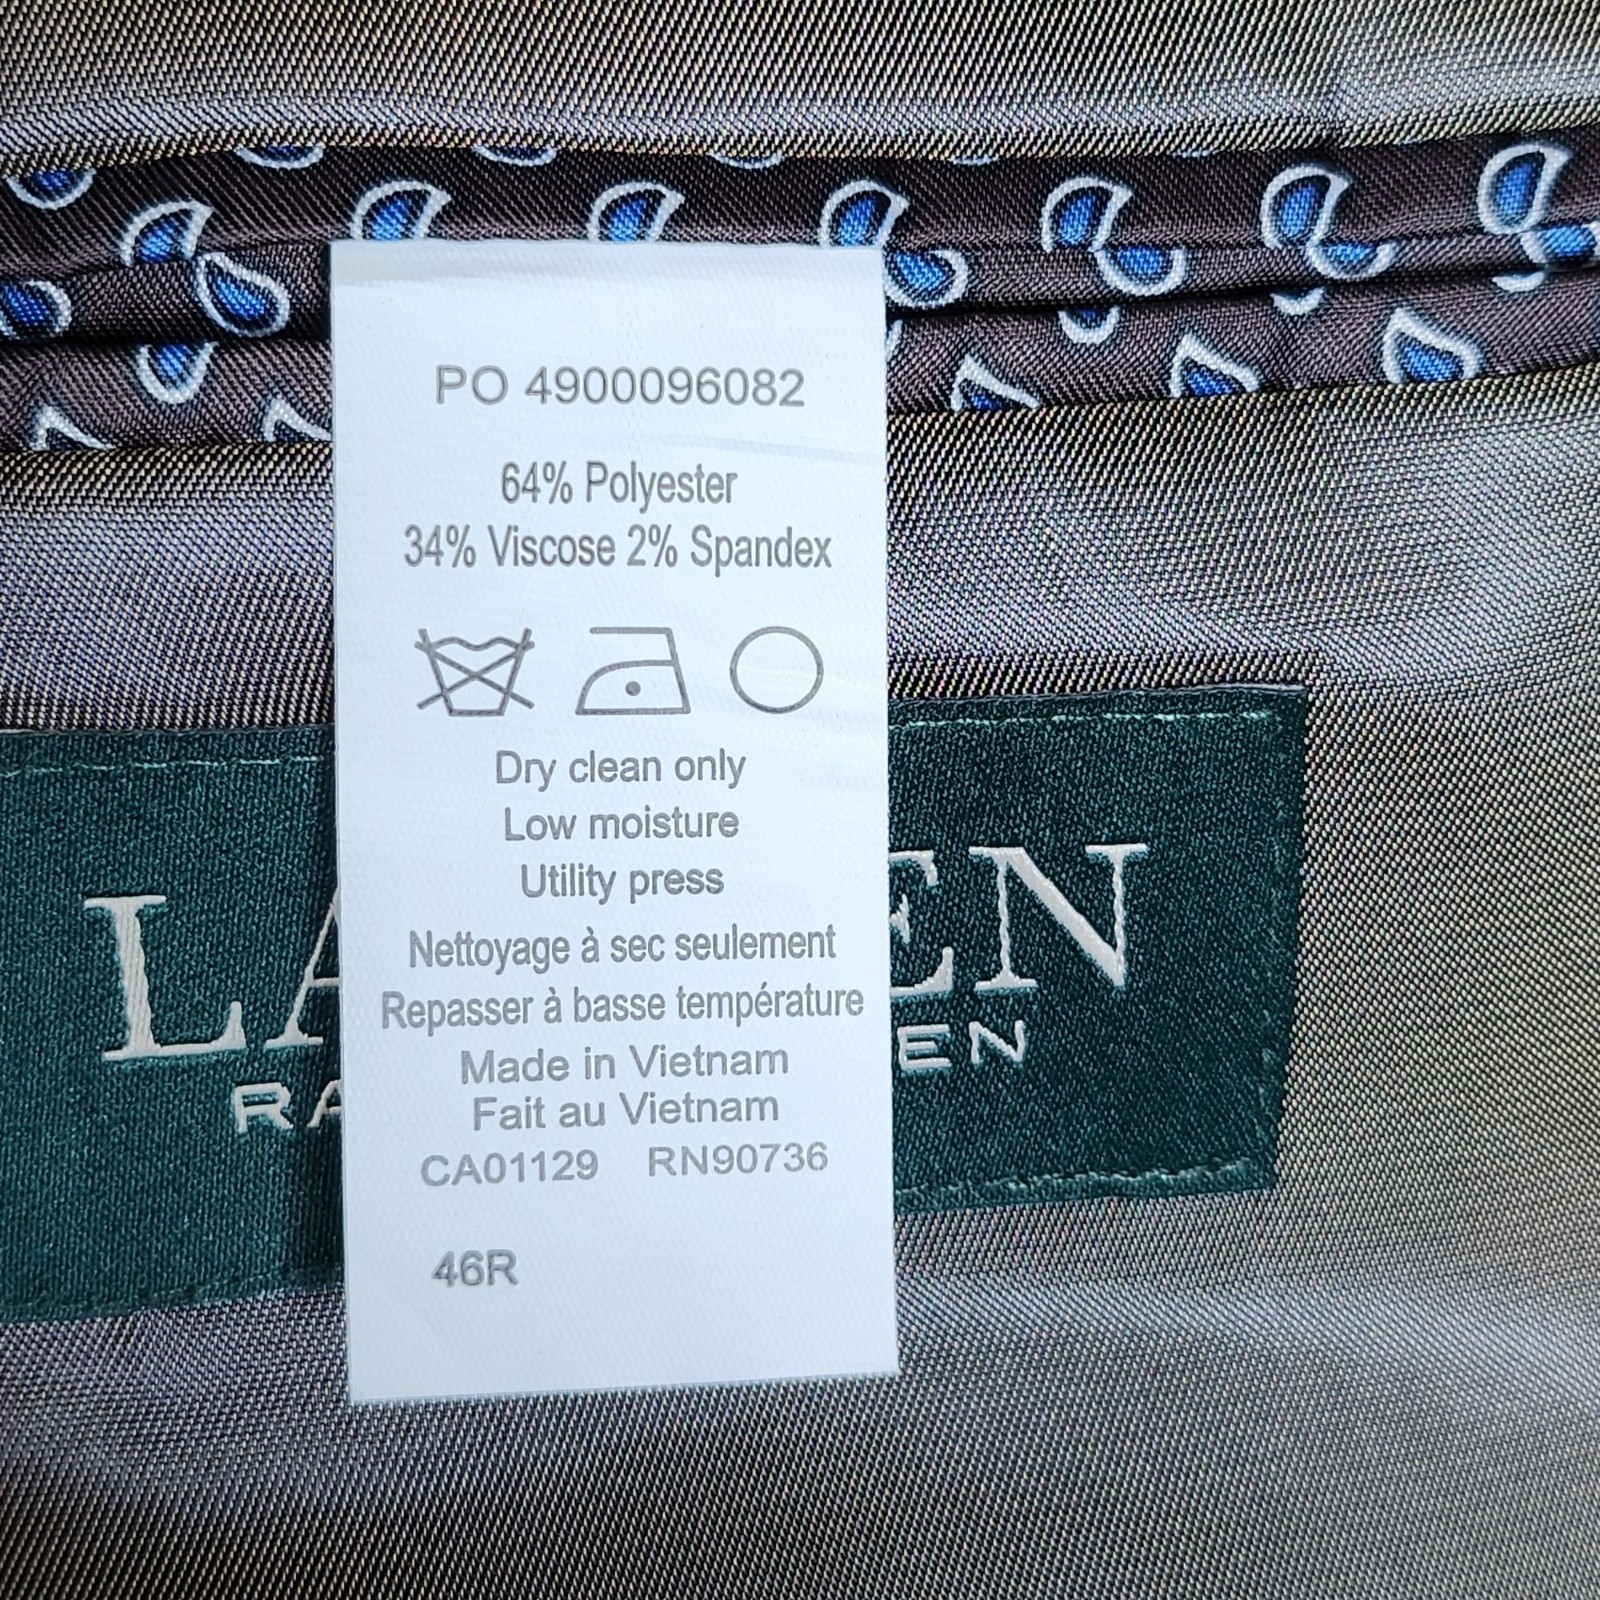 PO 4900096082
64% Polyester
34% Viscose 2% Spandex
Dry clean only
Low moisture
Utility press
Nettoyage à sec seulement
Repasser à basse température
Made in Vietnam
Fait au Vietnam
CA01129 RN90736
46R